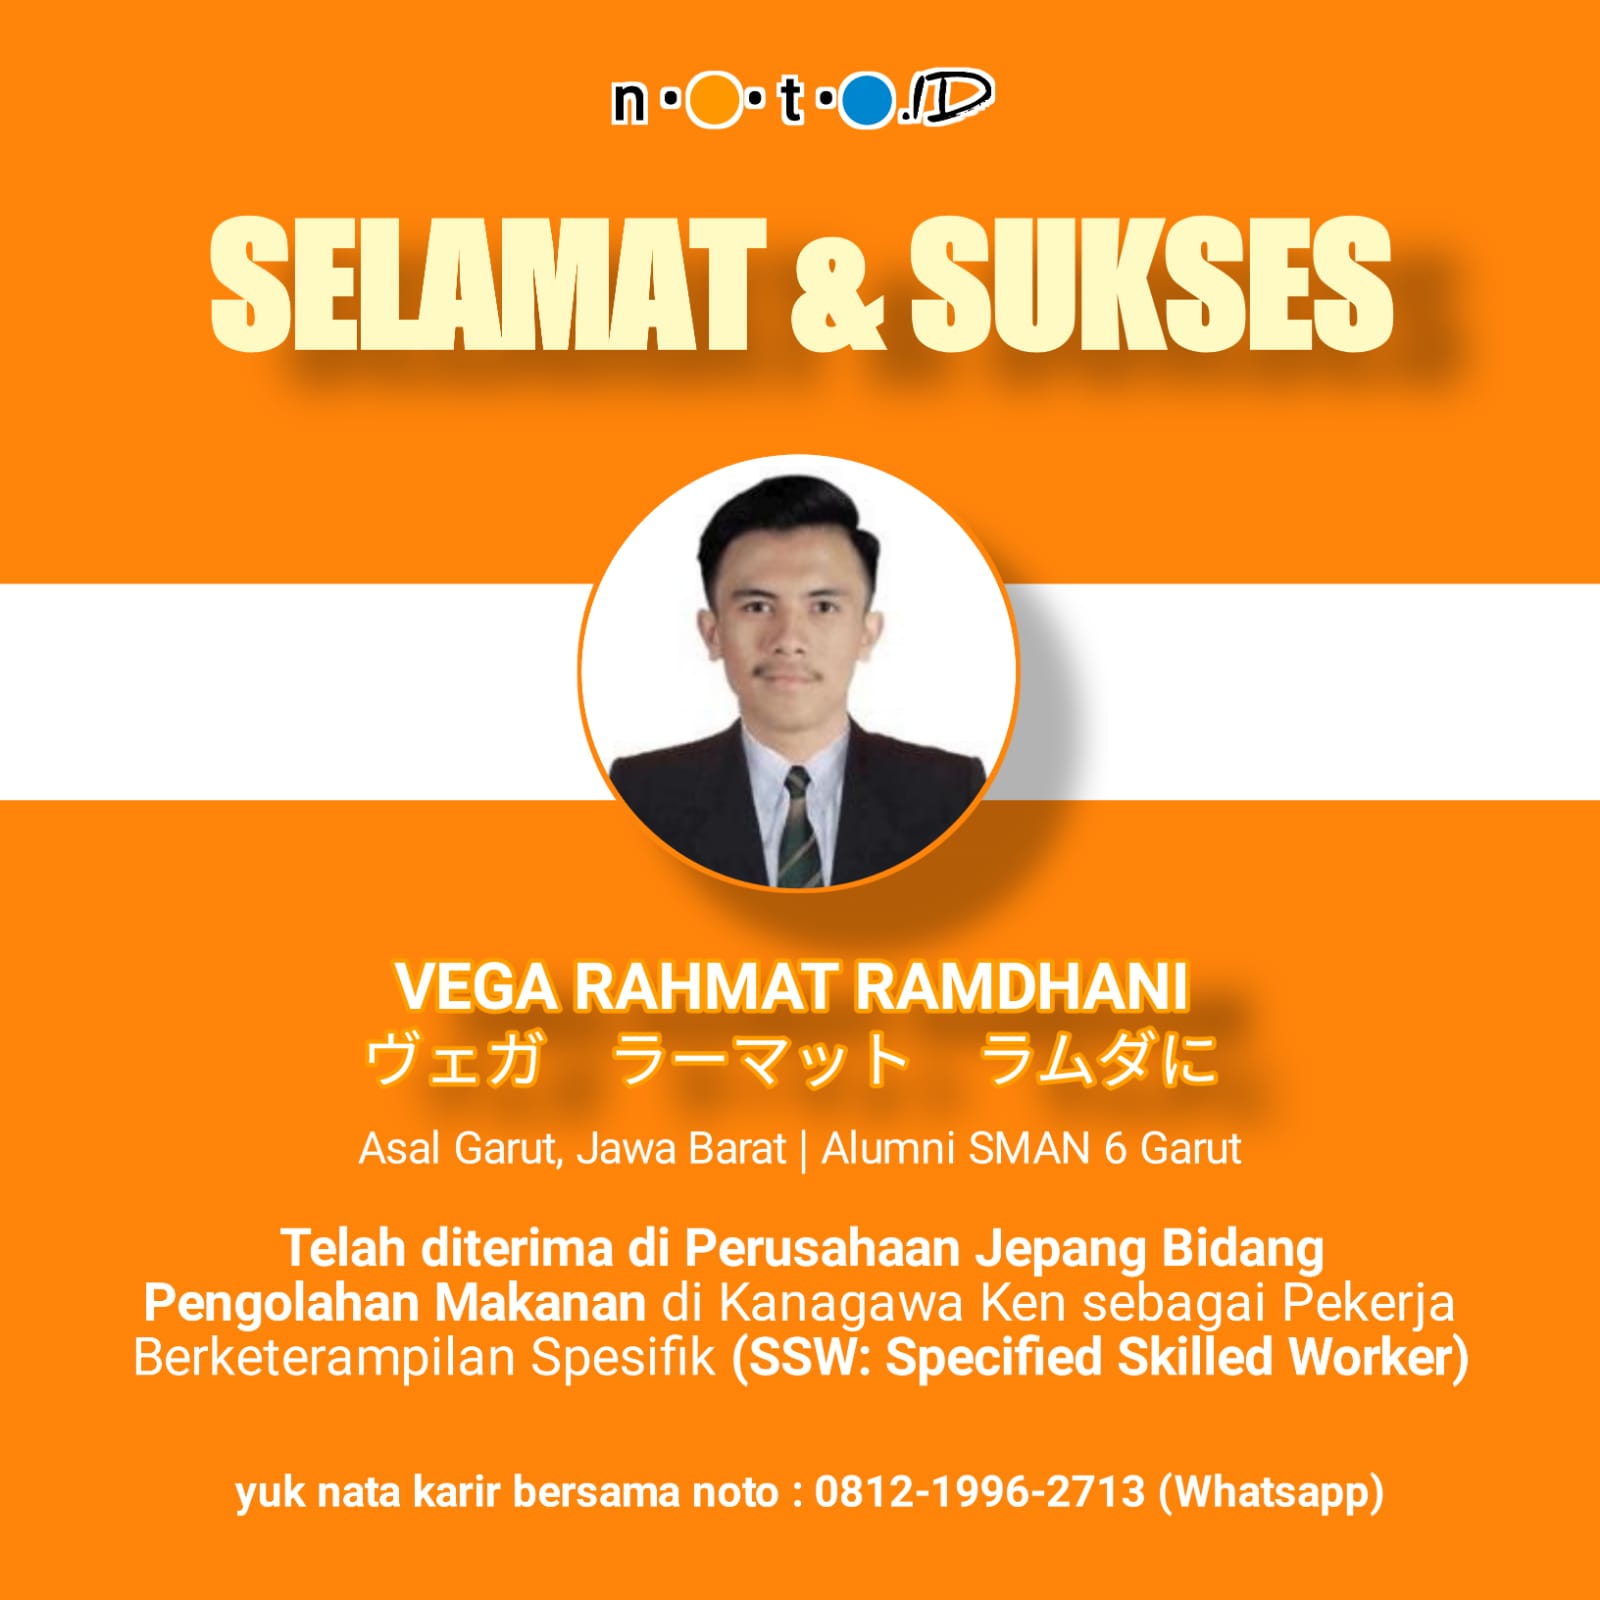 n·O·t·O.ID
SELAMAT & SUKSES
VEGA RAHMAT RAMDHANI
ヴェガ　ラーマット　ラムダに
Asal Garut, Jawa Barat | Alumni SMAN 6 Garut
Telah diterima di Perusahaan Jepang Bidang
Pengolahan Makanan di Kanagawa Ken sebagai Pekerja
Berketerampilan Spesifik (SSW: Specified Skilled Worker)
yuk nata karir bersama noto : 0812-1996-2713 (Whatsapp)